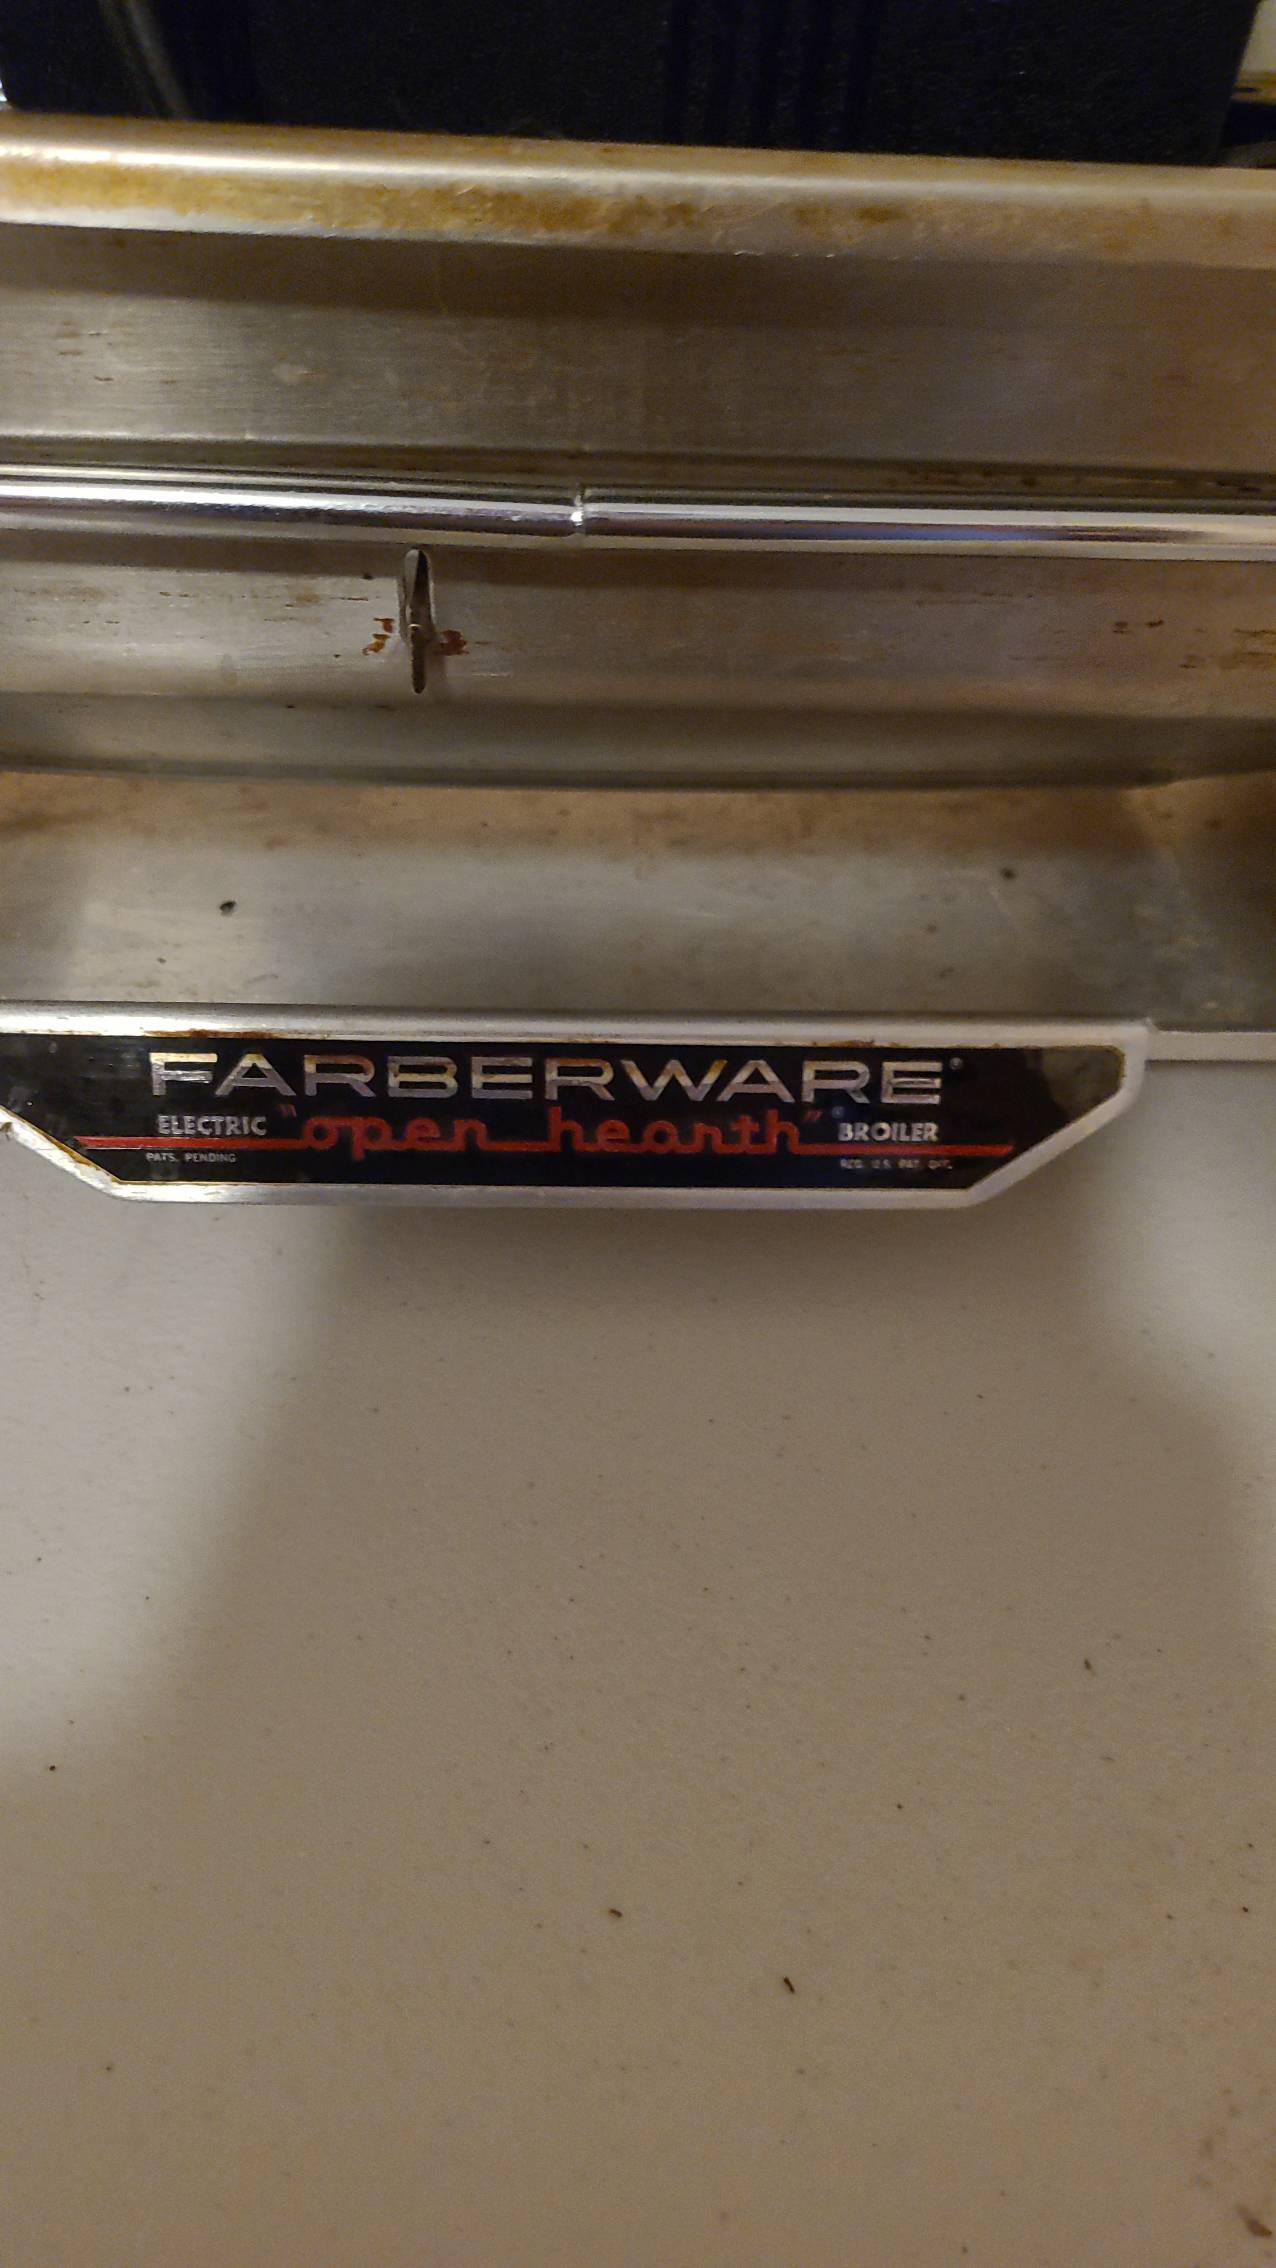 FARBERWARE®
ELECTRIC "open hearth"® BROILER
PATS. PENDING REG. U.S. PAT. OFF.